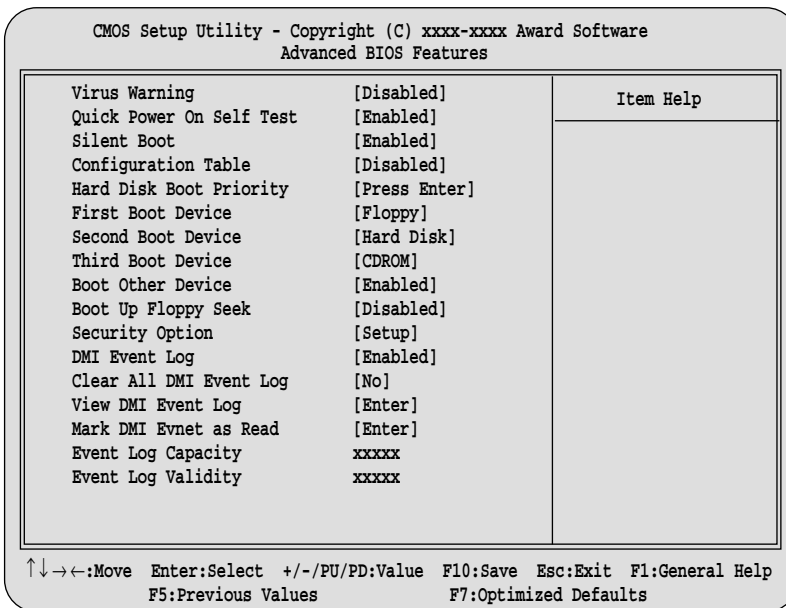 CMOS Setup Utility - Copyright (C) xxxx-xxxx Award Software
Advanced BIOS Features
Virus Warning [Disabled]
Quick Power On Self Test [Enabled]
Silent Boot [Enabled]
Configuration Table [Disabled]
Hard Disk Boot Priority [Press Enter]
First Boot Device [Floppy]
Second Boot Device [Hard Disk]
Third Boot Device [CDROM]
Boot Other Device [Enabled]
Boot Up Floppy Seek [Disabled]
Security Option [Setup]
DMI Event Log [Enabled]
Clear All DMI Event Log [No]
View DMI Event Log [Enter]
Mark DMI Evnet as Read [Enter]
Event Log Capacity xxxxx
Event Log Validity xxxxx
Item Help
↑↓→←:Move Enter:Select +/-/PU/PD:Value F10:Save Esc:Exit F1:General Help
F5:Previous Values F7:Optimized Defaults